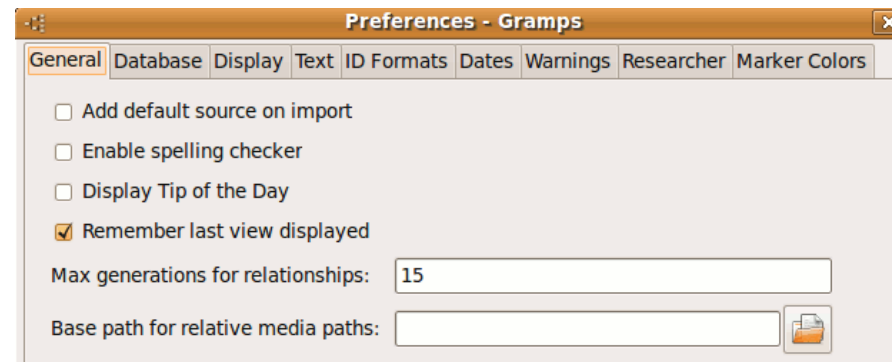 Preferences - Gramps
General Database Display Text ID Formats Dates Warnings Researcher Marker Colors
Add default source on import
Enable spelling checker
Display Tip of the Day
Remember last view displayed
Max generations for relationships: 15
Base path for relative media paths: